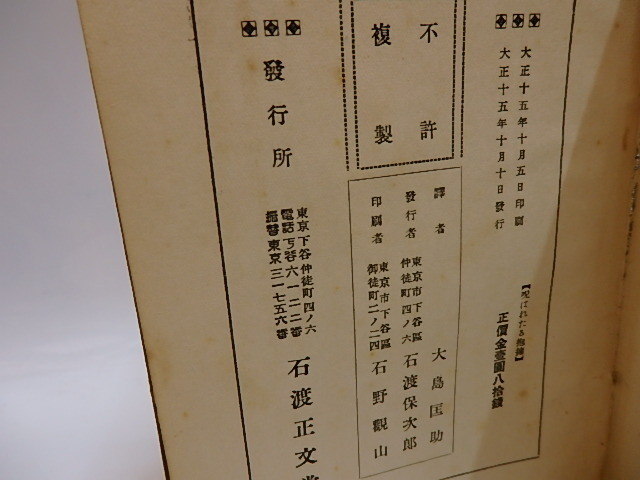 大正十五年十月五日印刷
大正十五年十月十日發行
【呪はれたる抱擁】
正價金壹圓八拾錢
不許
複製
譯者 大島匡助
發行者 東京市下谷區仲徒町四ノ六 石渡保次郎
印刷者 東京市下谷區御徒町二ノ二四 石野觀山
發行所
東京下谷仲徒町四ノ六
電話下谷六一二二番
振替東京三一七五六番
石渡正文堂